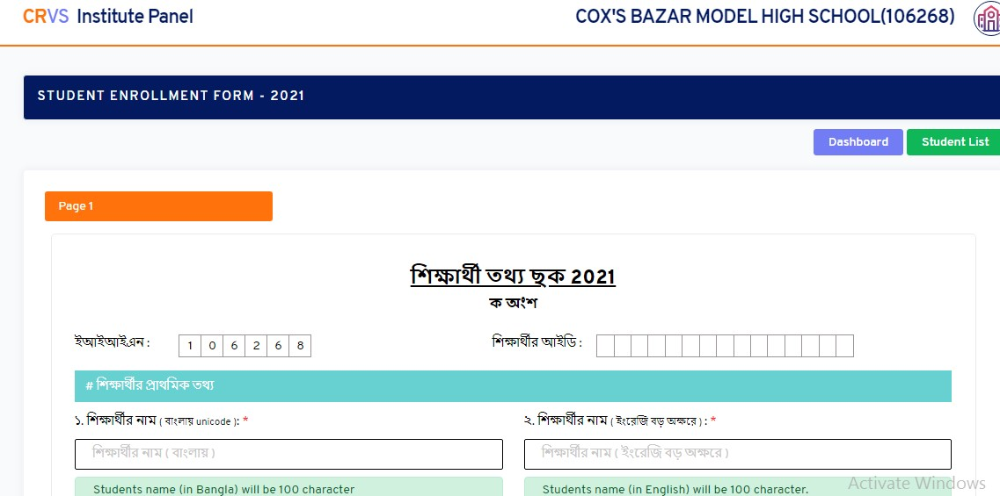 CRVS Institute Panel
COX'S BAZAR MODEL HIGH SCHOOL(106268)
STUDENT ENROLLMENT FORM - 2021
Dashboard
Student List
Page 1
শিক্ষার্থী তথ্য ছক 2021
ক অংশ
ইআইআইএন :
1 0 6 2 6 8
শিক্ষার্থীর আইডি :
# শিক্ষার্থীর প্রাথমিক তথ্য
১. শিক্ষার্থীর নাম ( বাংলায় unicode ): *
২. শিক্ষার্থীর নাম ( ইংরেজি বড় অক্ষরে ) : *
শিক্ষার্থীর নাম ( বাংলায় )
শিক্ষার্থীর নাম ( ইংরেজি বড় অক্ষরে )
Students name (in Bangla) will be 100 character
Students name (in English) will be 100 character.
Activate Windows